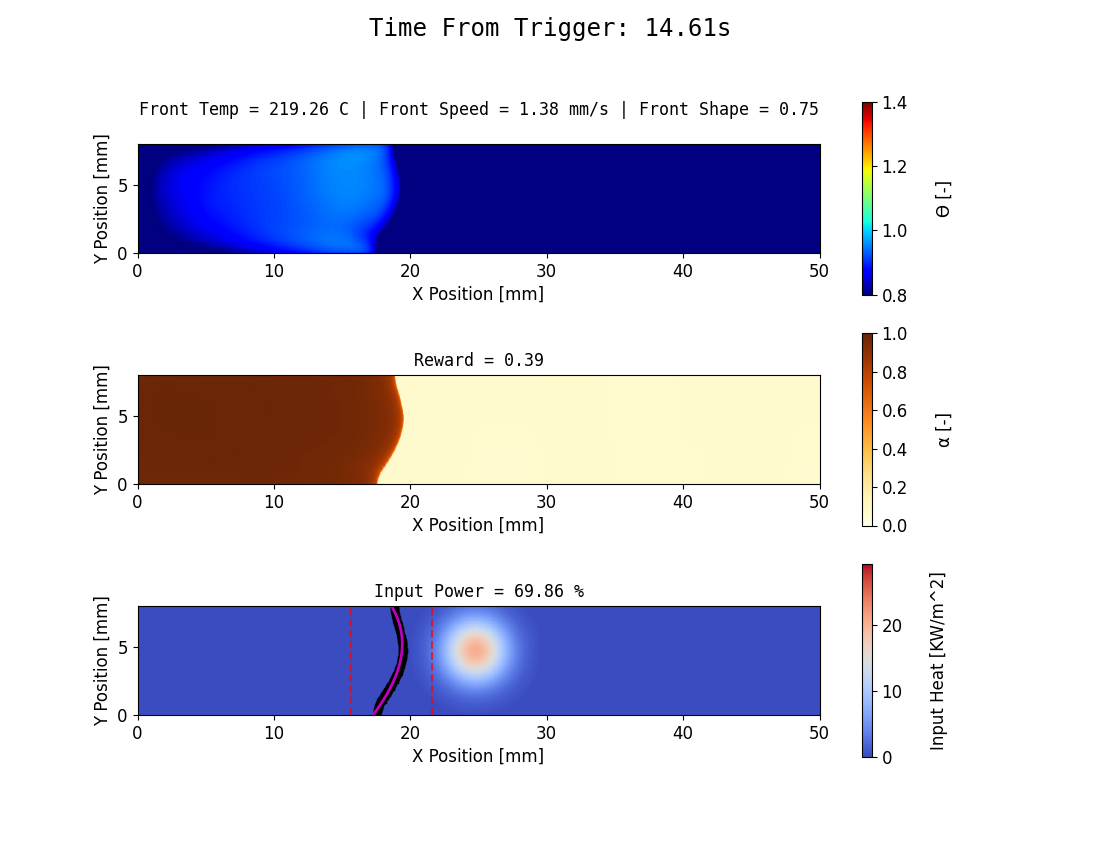 Time From Trigger: 14.61s
Front Temp = 219.26 C | Front Speed = 1.38 mm/s | Front Shape = 0.75
Y Position [mm]
5
0
0 10 20 30 40 50
X Position [mm]
1.4
1.2
1.0
0.8
Θ [-]
Reward = 0.39
Y Position [mm]
5
0
0 10 20 30 40 50
X Position [mm]
1.0
0.8
0.6
0.4
0.2
0.0
α [-]
Input Power = 69.86 %
Y Position [mm]
5
0
0 10 20 30 40 50
X Position [mm]
20
10
0
Input Heat [KW/m^2]